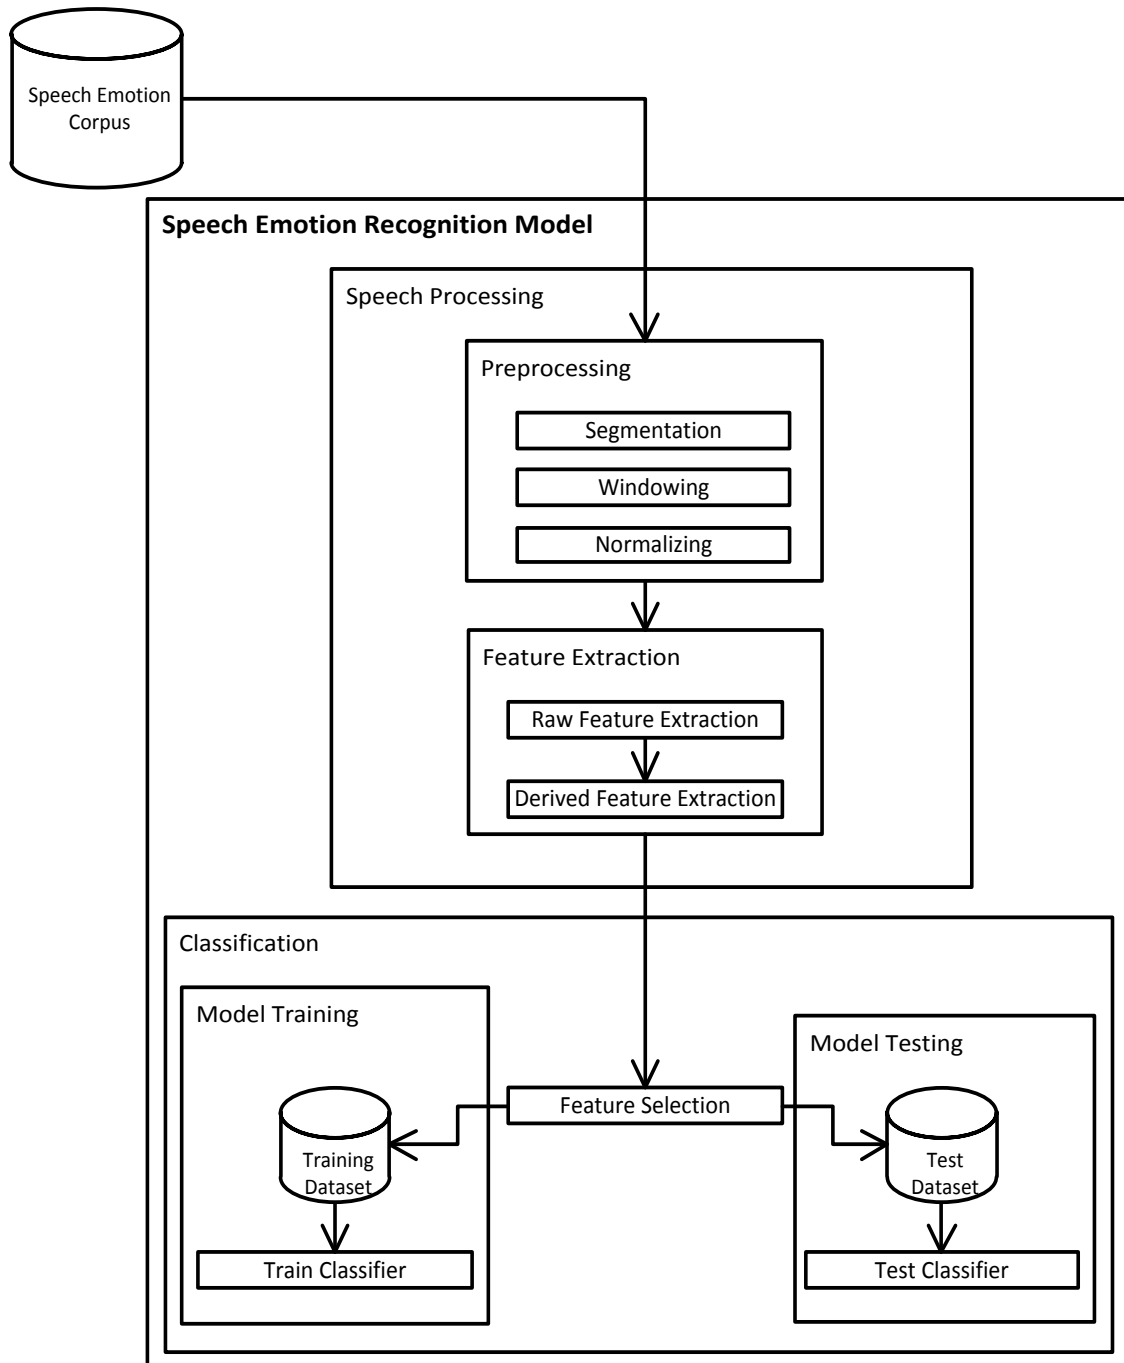 Speech Emotion
Corpus
Speech Emotion Recognition Model
Speech Processing
Preprocessing
Segmentation
Windowing
Normalizing
Feature Extraction
Raw Feature Extraction
Derived Feature Extraction
Classification
Model Training
Model Testing
Feature Selection
Training
Dataset
Test
Dataset
Train Classifier
Test Classifier